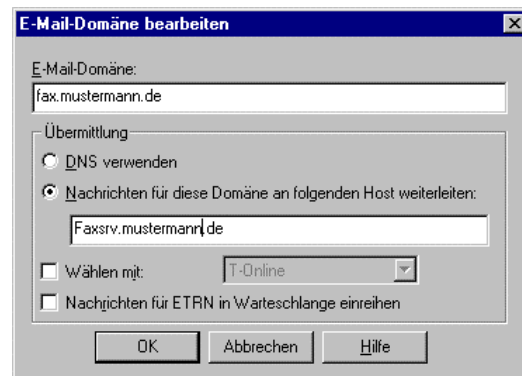 E-Mail-Domäne bearbeiten
E-Mail-Domäne:
fax.mustermann.de
Übermittlung
DNS verwenden
Nachrichten für diese Domäne an folgenden Host weiterleiten:
Faxsrv.mustermann.de
Wählen mit: T-Online
Nachrichten für ETRN in Warteschlange einreihen
OK Abbrechen Hilfe